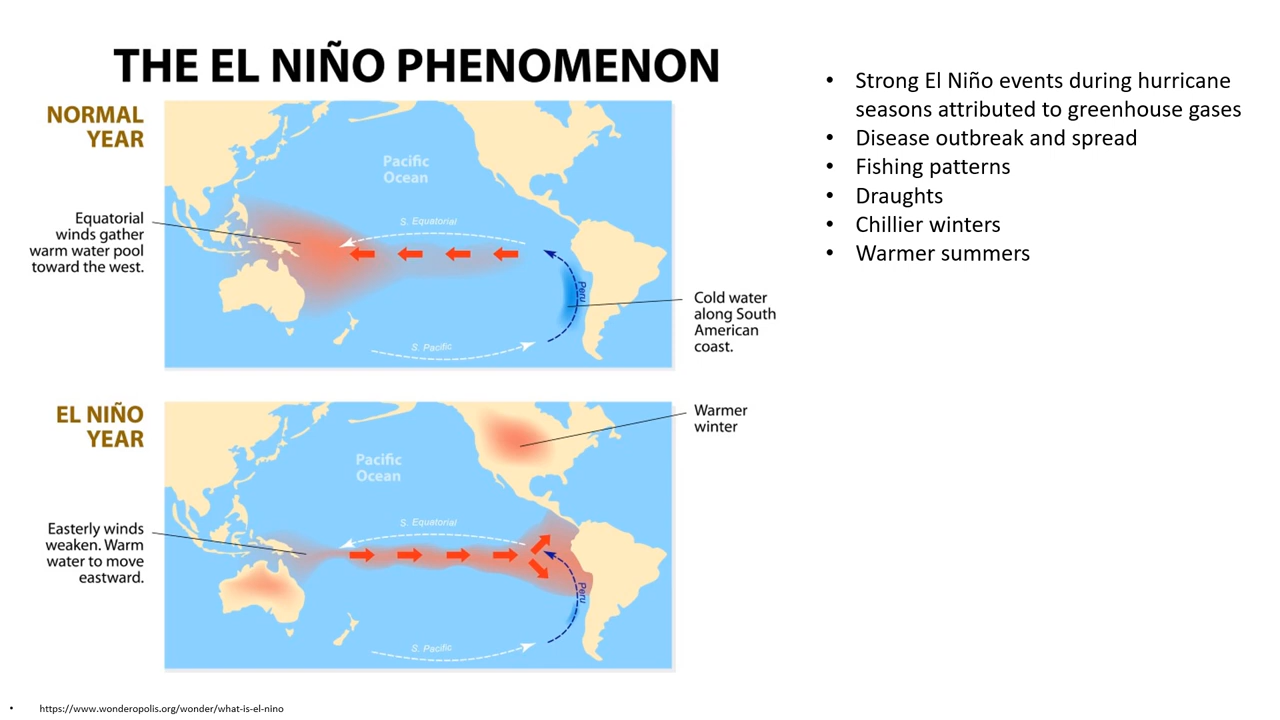 THE EL NIÑO PHENOMENON
NORMAL
YEAR
Pacific
Ocean
Equatorial
winds gather
warm water pool
toward the west.
S. Equatorial
Peru
Cold water
along South
American
coast.
S. Pacific
EL NIÑO
YEAR
Warmer
winter
Pacific
Ocean
Easterly winds
weaken. Warm
water to move
eastward.
S. Equatorial
Peru
S. Pacific
• Strong El Niño events during hurricane
seasons attributed to greenhouse gases
• Disease outbreak and spread
• Fishing patterns
• Draughts
• Chillier winters
• Warmer summers
• https://www.wonderopolis.org/wonder/what-is-el-nino